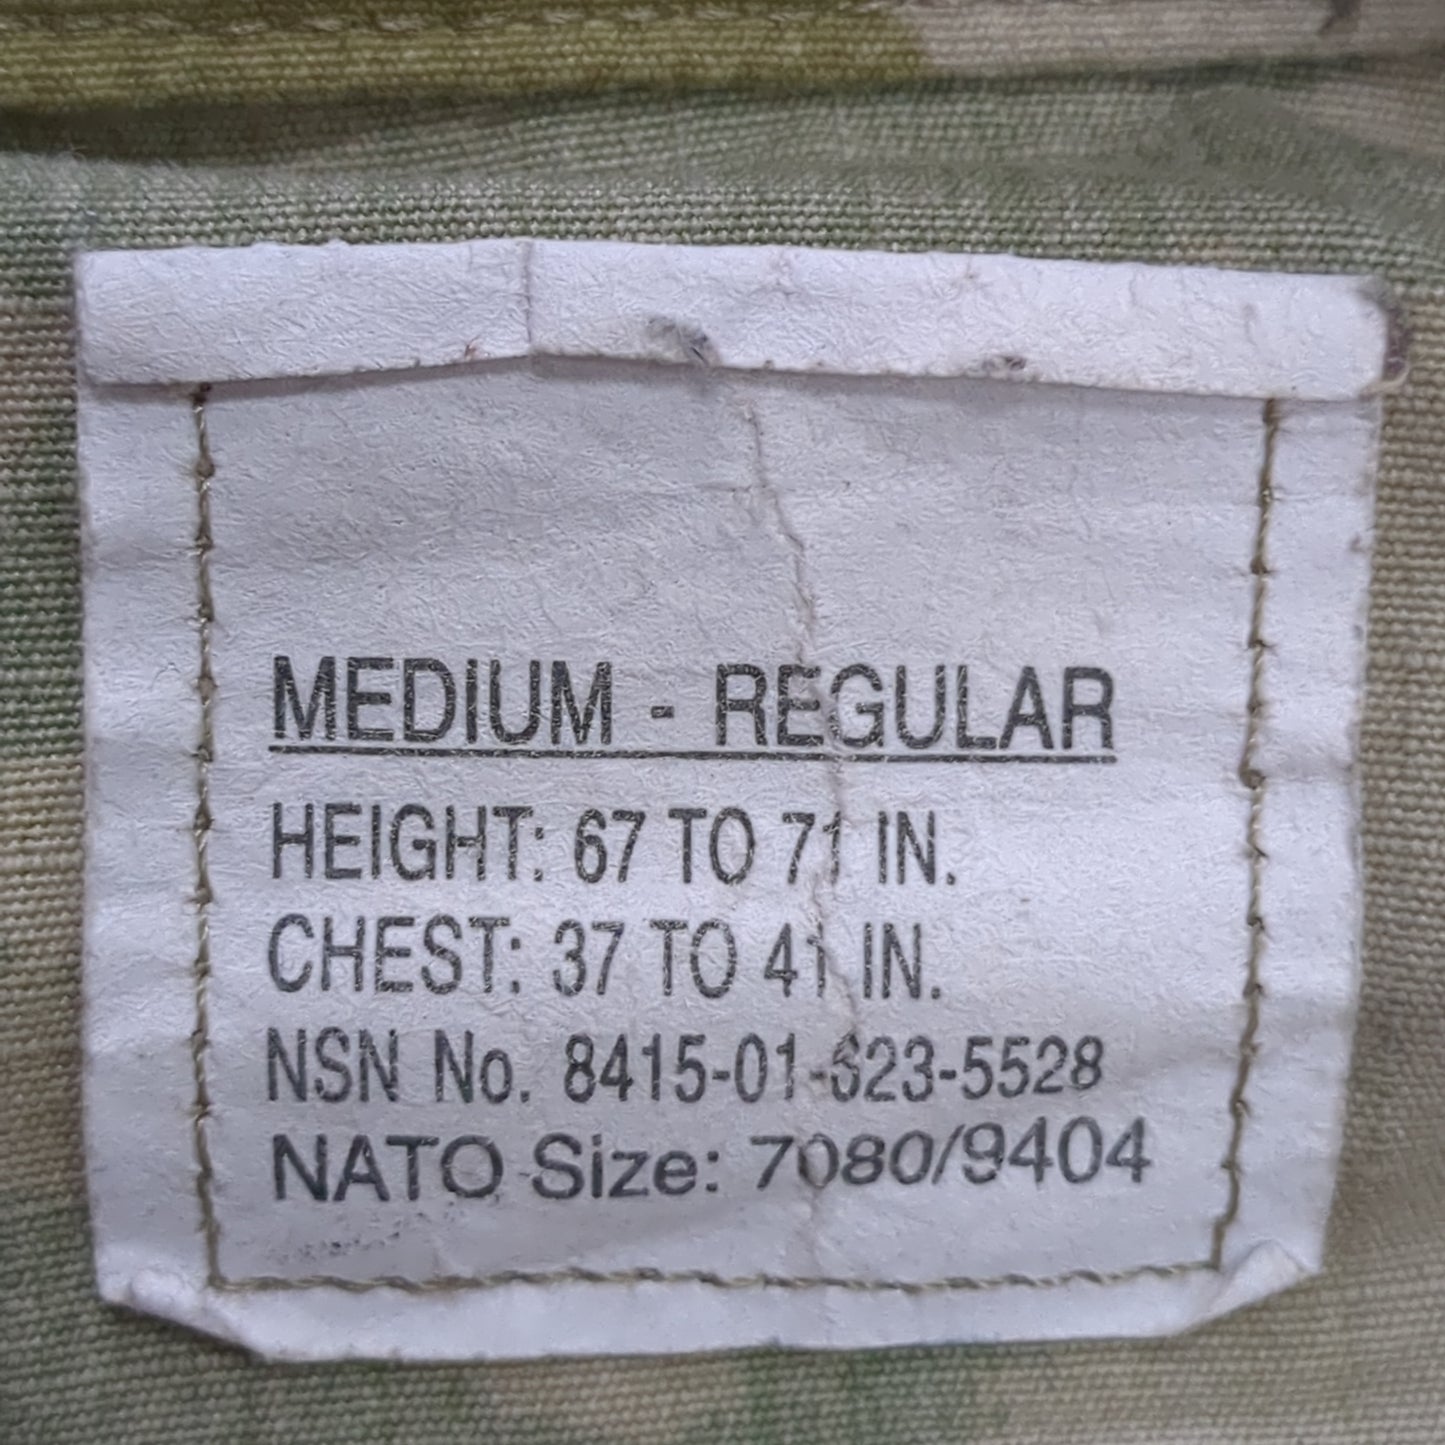 MEDIUM - REGULAR
HEIGHT: 67 TO 71 IN.
CHEST: 37 TO 41 IN.
NSN No. 8415-01-623-5528
NATO Size: 7080/9404